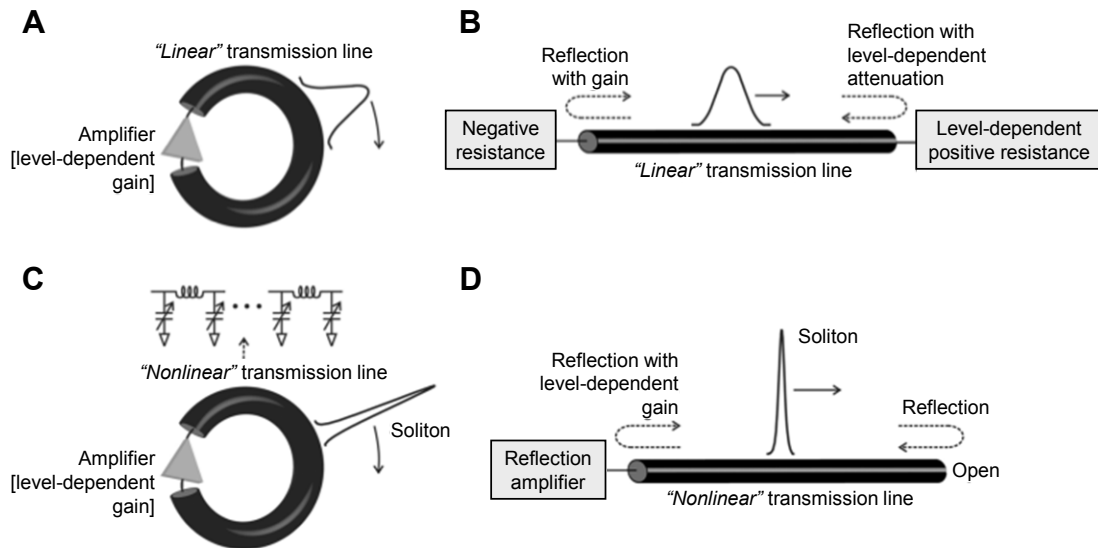 A
"Linear" transmission line
Amplifier
[level-dependent
gain]
B
Reflection
with gain
Reflection with
level-dependent
attenuation
Negative
resistance
Level-dependent
positive resistance
"Linear" transmission line
C
"Nonlinear" transmission line
Soliton
Amplifier
[level-dependent
gain]
D
Soliton
Reflection with
level-dependent
gain
Reflection
Reflection
amplifier
Open
"Nonlinear" transmission line